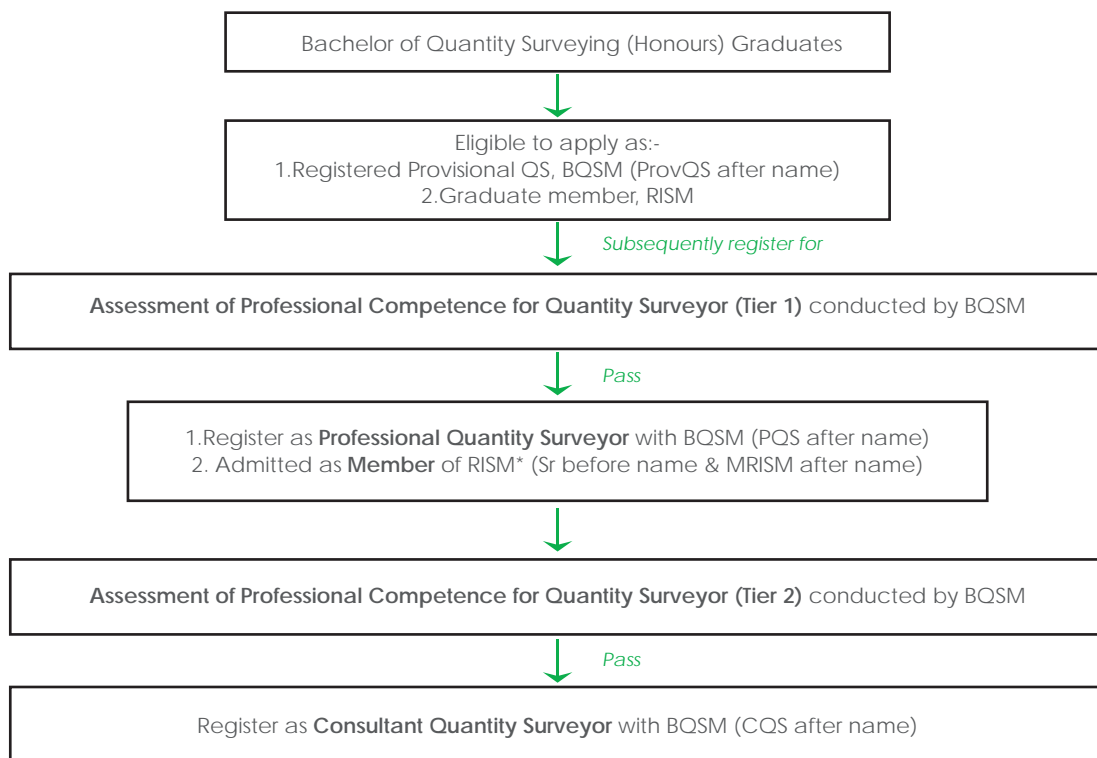 Bachelor of Quantity Surveying (Honours) Graduates
Eligible to apply as:-
1.Registered Provisional QS, BQSM (ProvQS after name)
2.Graduate member, RISM
Subsequently register for
Assessment of Professional Competence for Quantity Surveyor (Tier 1) conducted by BQSM
Pass
1.Register as Professional Quantity Surveyor with BQSM (PQS after name)
2. Admitted as Member of RISM* (Sr before name & MRISM after name)
Assessment of Professional Competence for Quantity Surveyor (Tier 2) conducted by BQSM
Pass
Register as Consultant Quantity Surveyor with BQSM (CQS after name)